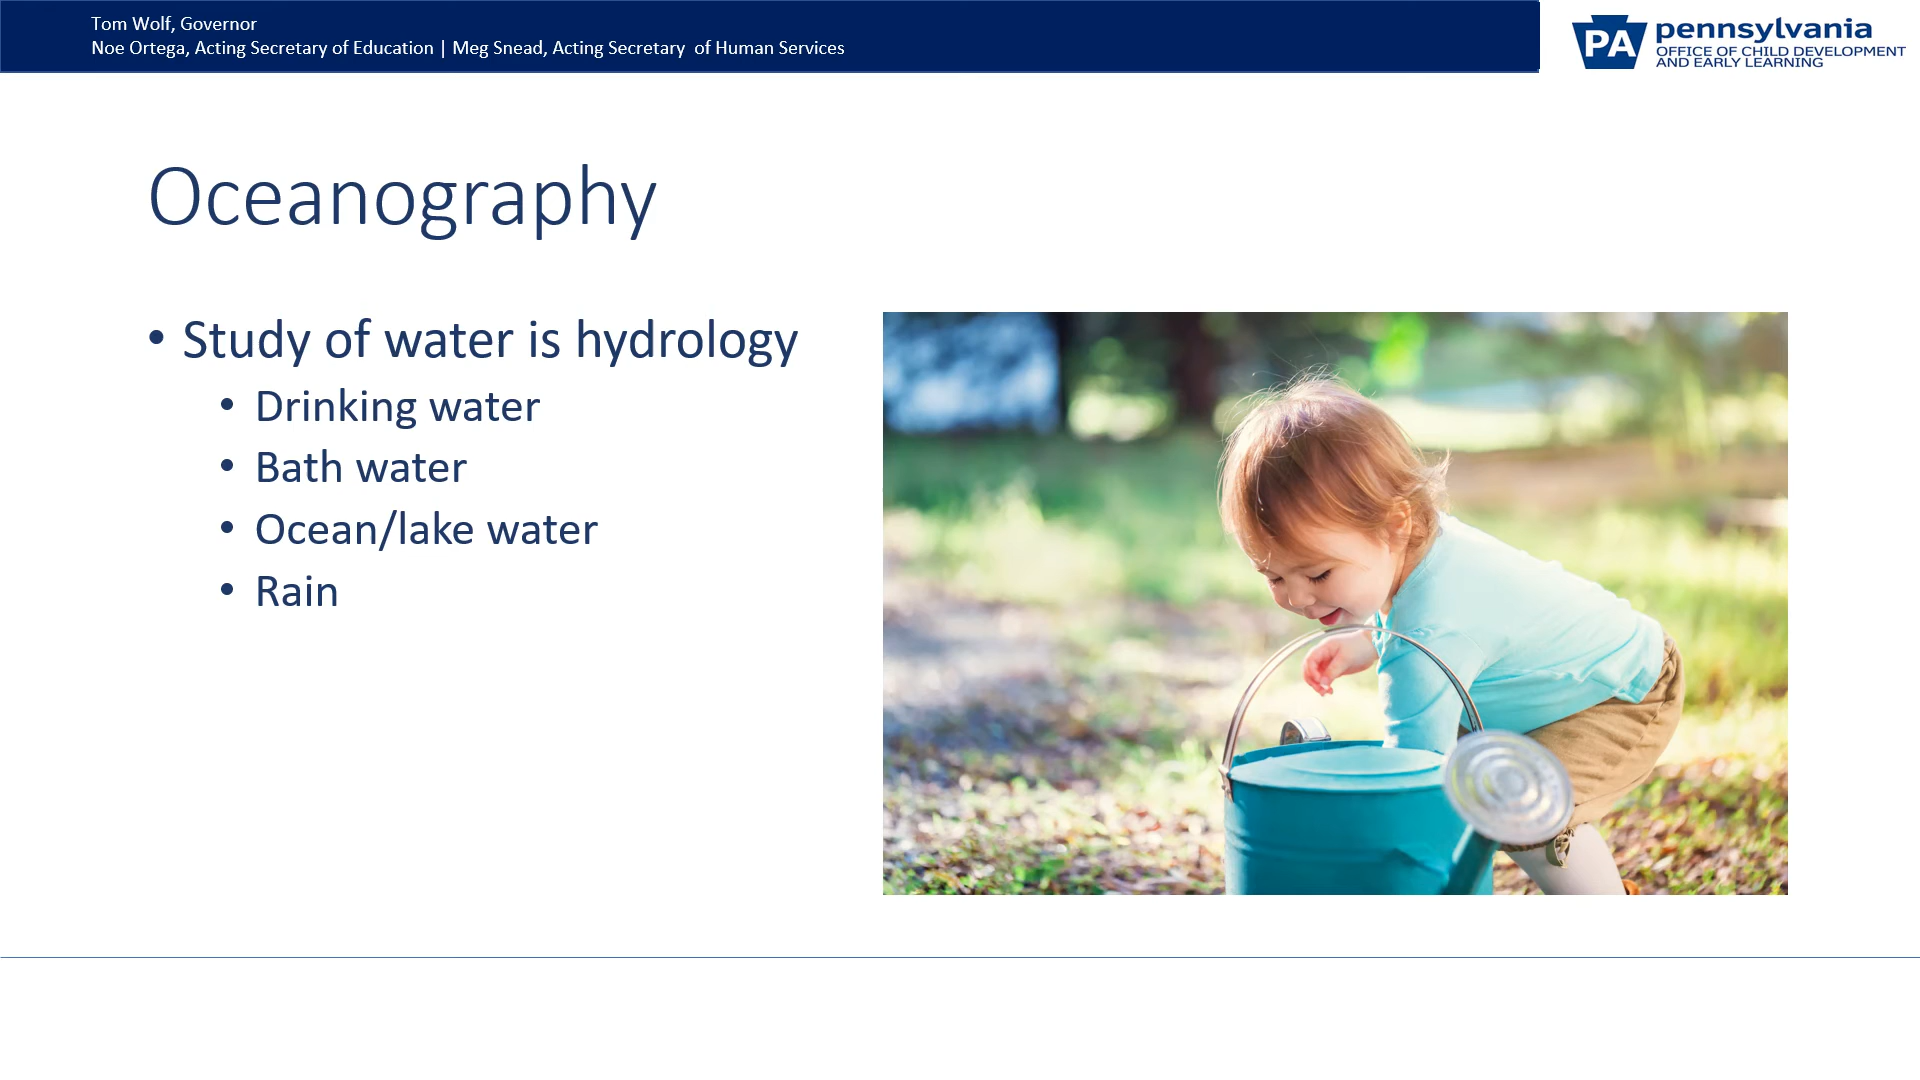 Tom Wolf, Governor
Noe Ortega, Acting Secretary of Education | Meg Snead, Acting Secretary of Human Services
PA
pennsylvania
OFFICE OF CHILD DEVELOPMENT
AND EARLY LEARNING
Oceanography
• Study of water is hydrology
• Drinking water
• Bath water
• Ocean/lake water
• Rain